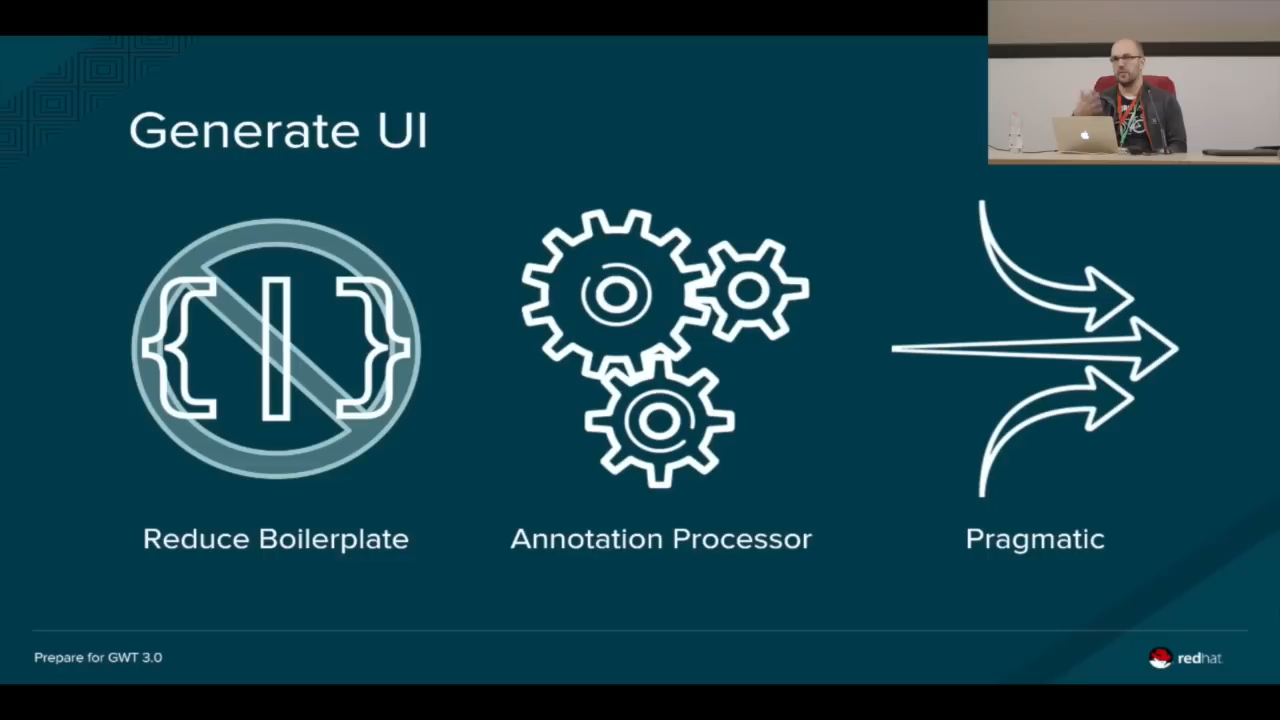 Generate UI
{|}
Reduce Boilerplate
Annotation Processor
Pragmatic
Prepare for GWT 3.0
redhat